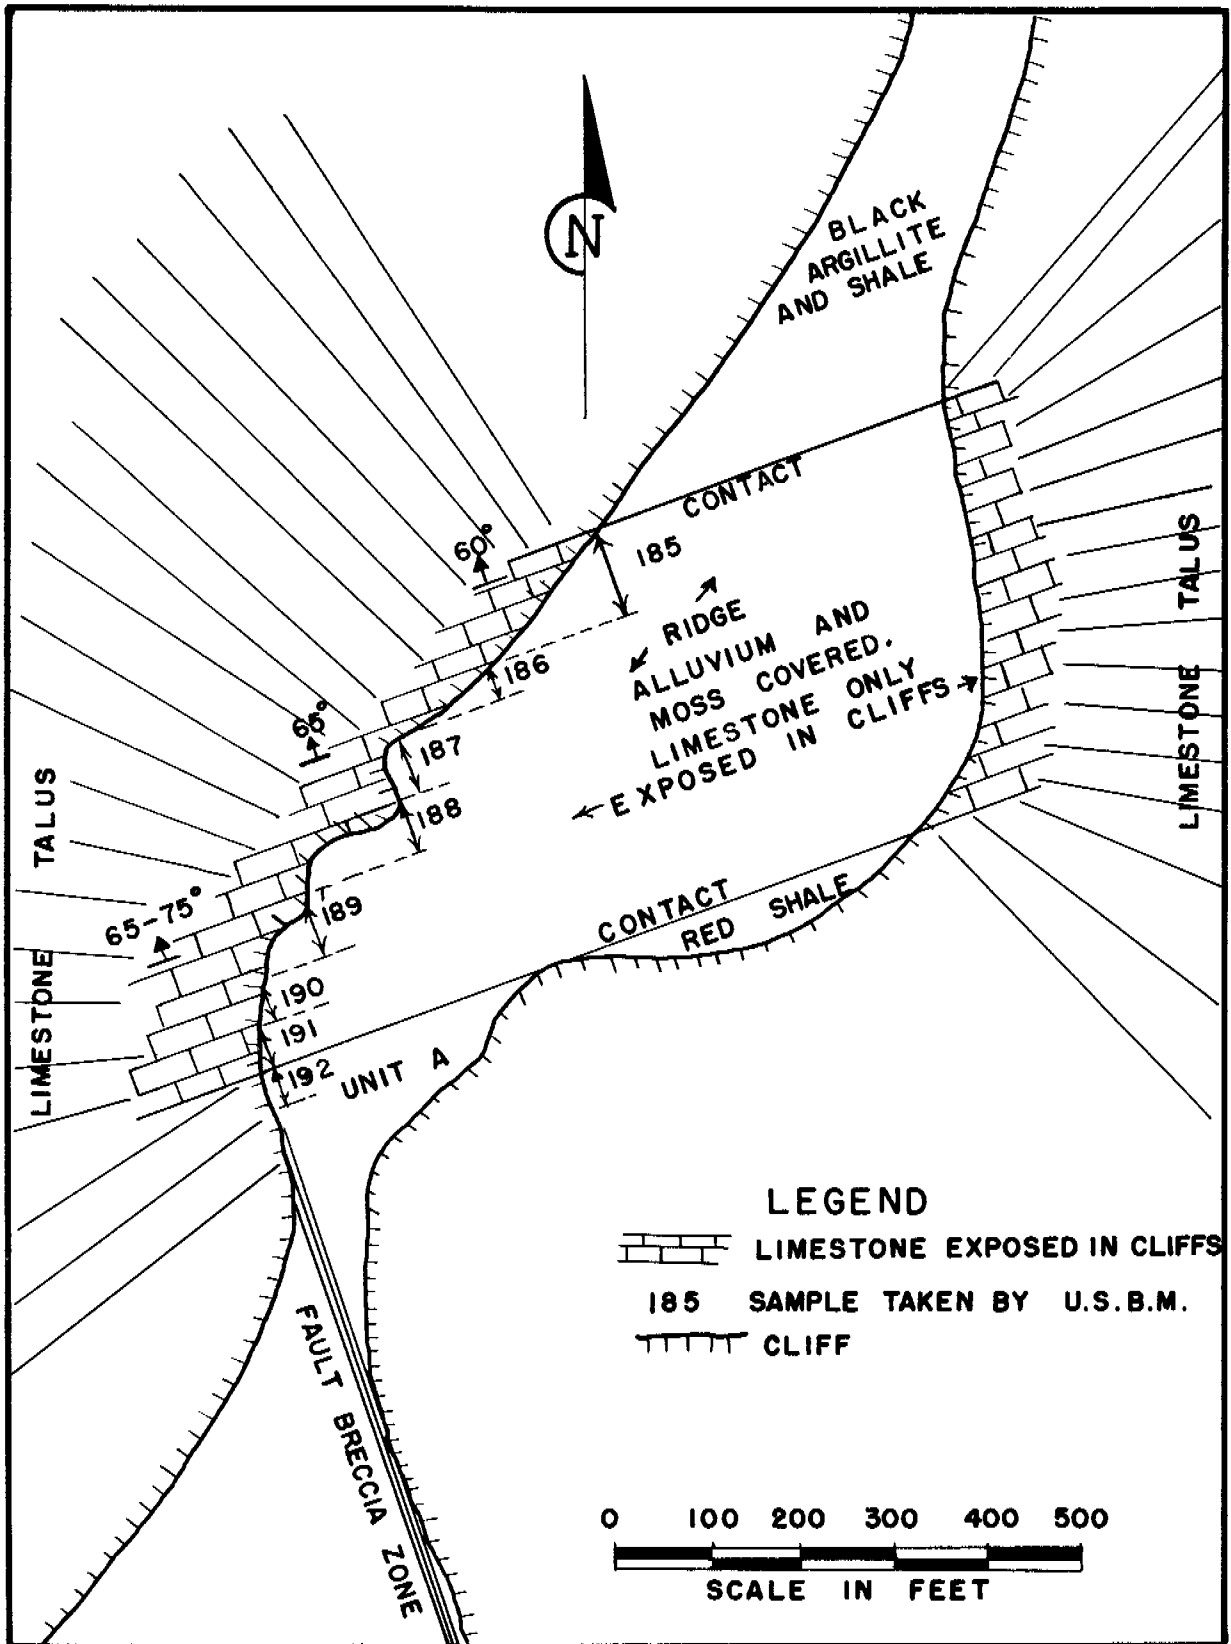 N
BLACK
ARGILLITE
AND SHALE
CONTACT
60°
185
RIDGE
ALLUVIUM AND
MOSS COVERED.
LIMESTONE ONLY
EXPOSED IN CLIFFS
186
65°
187
188
189
65-75°
190
191
192
CONTACT
RED SHALE
UNIT A
LIMESTONE TALUS
LIMESTONE TALUS
FAULT BRECCIA ZONE
LEGEND
LIMESTONE EXPOSED IN CLIFFS
185 SAMPLE TAKEN BY U.S.B.M.
CLIFF
0 100 200 300 400 500
SCALE IN FEET